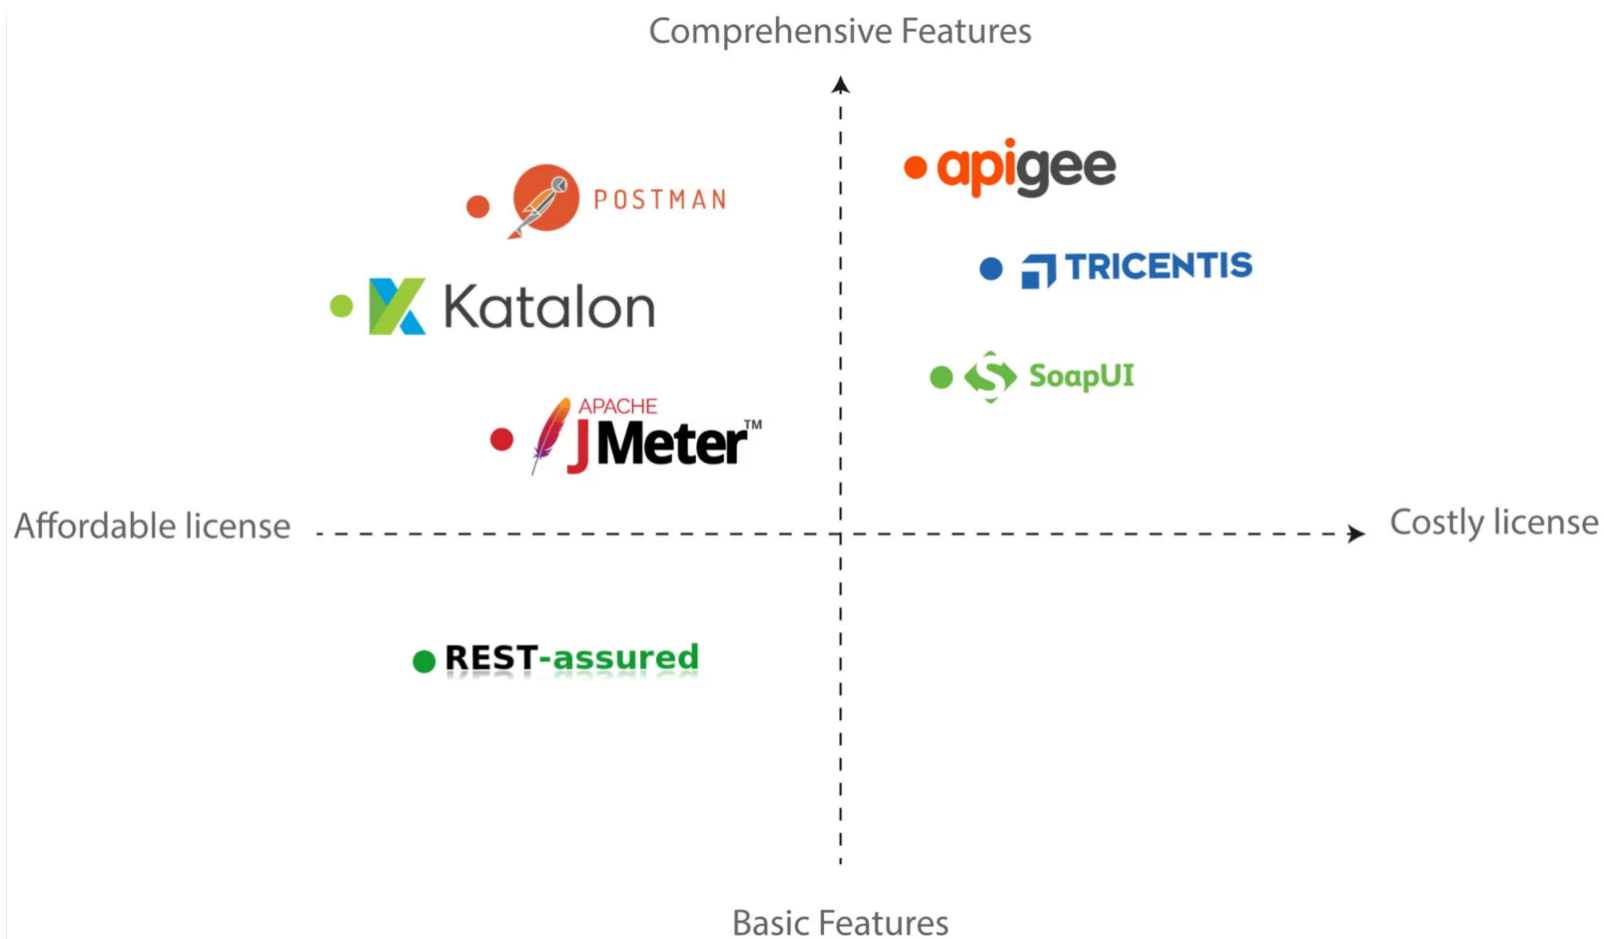 Comprehensive Features
apigee
POSTMAN
TRICENTIS
Katalon
SoapUI
APACHE
JMeter™
Affordable license
Costly license
REST-assured
Basic Features